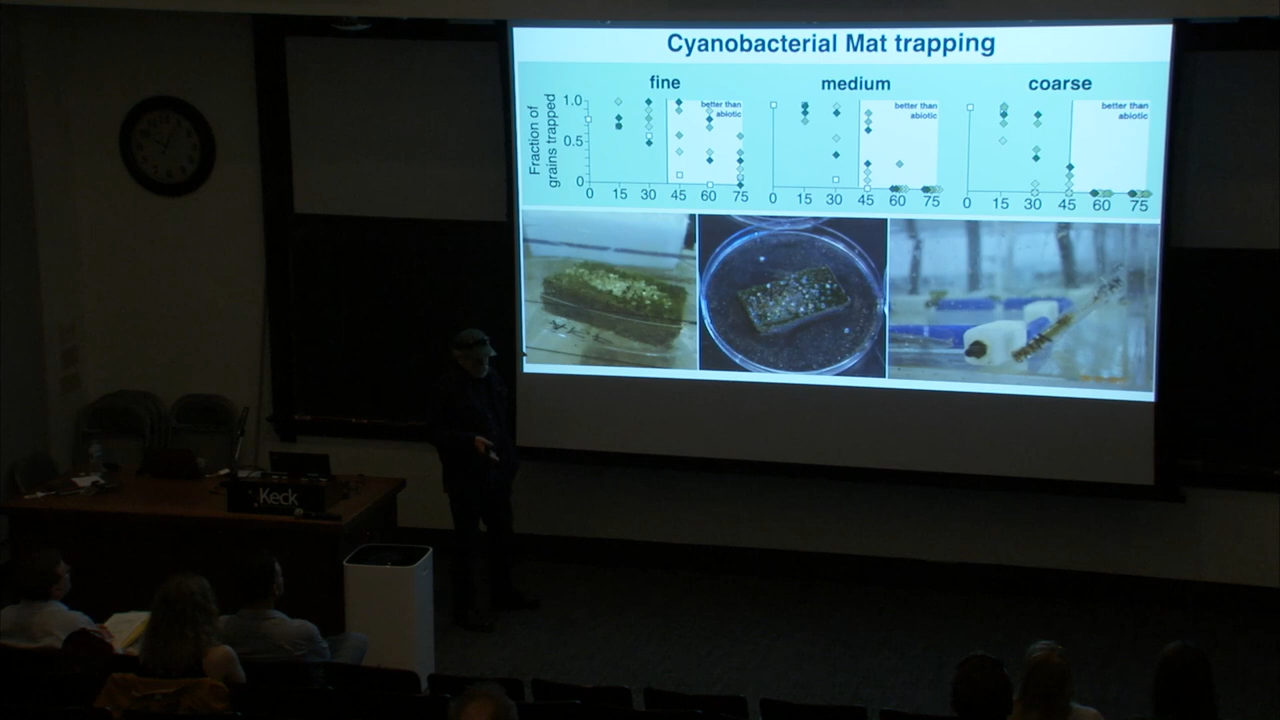 Cyanobacterial Mat trapping
fine
medium
coarse
Fraction of
grains trapped
1.0
0.5
0
better than
abiotic
better than
abiotic
better than
abiotic
0 15 30 45 60 75
0 15 30 45 60 75
0 15 30 45 60 75
Keck